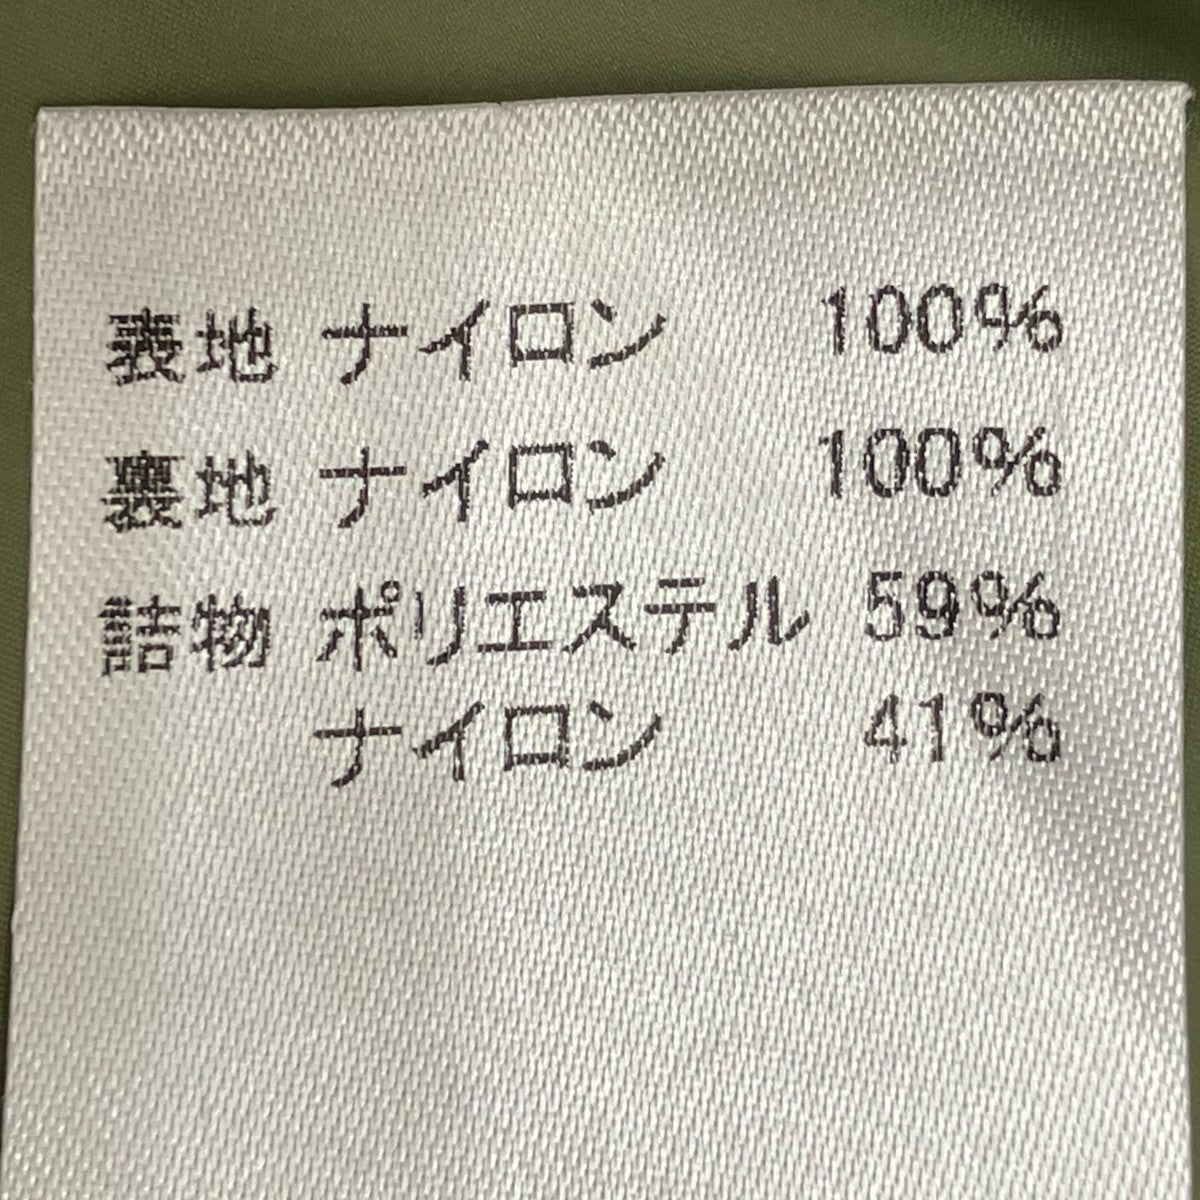 表地 ナイロン 100%
裏地 ナイロン 100%
詰物 ポリエステル 59%
ナイロン 41%